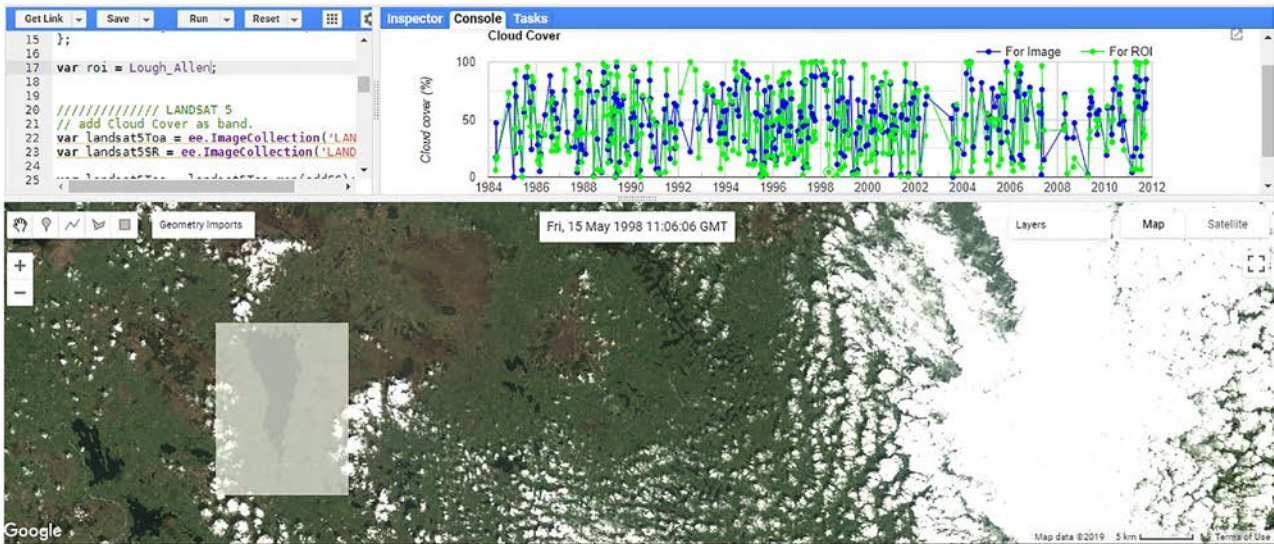 Get Link Save Run Reset
Inspector Console Tasks
15 };
16
17 var roi = Lough_Allen;
18
19
20 ////////////// LANDSAT 5
21 // add Cloud Cover as band.
22 var landsat5Toa = ee.ImageCollection('LAN
23 var landsat5SR = ee.ImageCollection('LAND
24
25
Cloud Cover
For Image For ROI
Cloud cover (%)
100
50
0
1984 1986 1988 1990 1992 1994 1996 1998 2000 2002 2004 2006 2008 2010 2012
Geometry Imports
Fri, 15 May 1998 11:06:06 GMT
Layers Map Satellite
+
−
Google
Map data ©2019 5 km Terms of Use